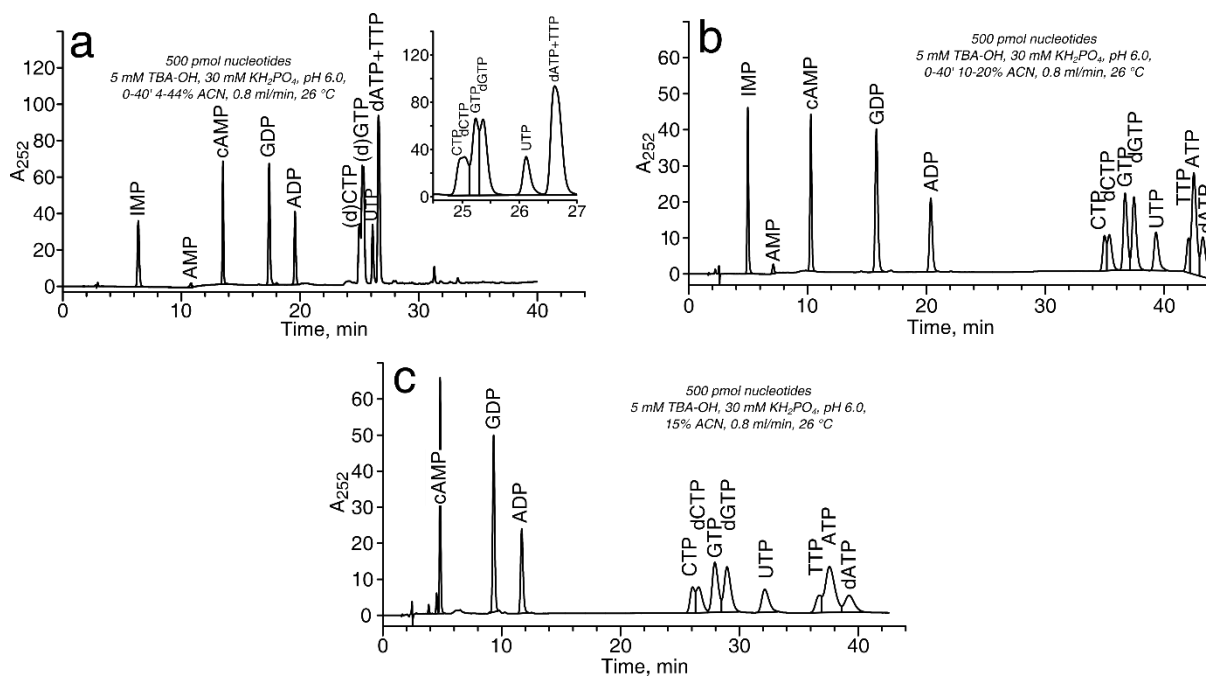 a
500 pmol nucleotides
5 mM TBA-OH, 30 mM KH₂PO₄, pH 6.0,
0-40' 4-44% ACN, 0.8 ml/min, 26 °C
120
100
80
60
40
20
0
A₂₅₂
IMP
AMP
cAMP
GDP
ADP
(d)CTP
(d)GTP
UTP
dATP+TTP
0
10
20
30
40
Time, min
120
80
40
0
CTP
dCTP
GTP
dGTP
UTP
dATP+TTP
25
26
27
b
500 pmol nucleotides
5 mM TBA-OH, 30 mM KH₂PO₄, pH 6.0,
0-40' 10-20% ACN, 0.8 ml/min, 26 °C
60
50
40
30
20
10
0
A₂₅₂
IMP
AMP
cAMP
GDP
ADP
CTP
dCTP
GTP
dGTP
UTP
TTP
ATP
dATP
0
10
20
30
40
Time, min
c
500 pmol nucleotides
5 mM TBA-OH, 30 mM KH₂PO₄, pH 6.0,
15% ACN, 0.8 ml/min, 26 °C
60
50
40
30
20
10
0
A₂₅₂
cAMP
GDP
ADP
CTP
dCTP
GTP
dGTP
UTP
TTP
ATP
dATP
0
10
20
30
40
Time, min